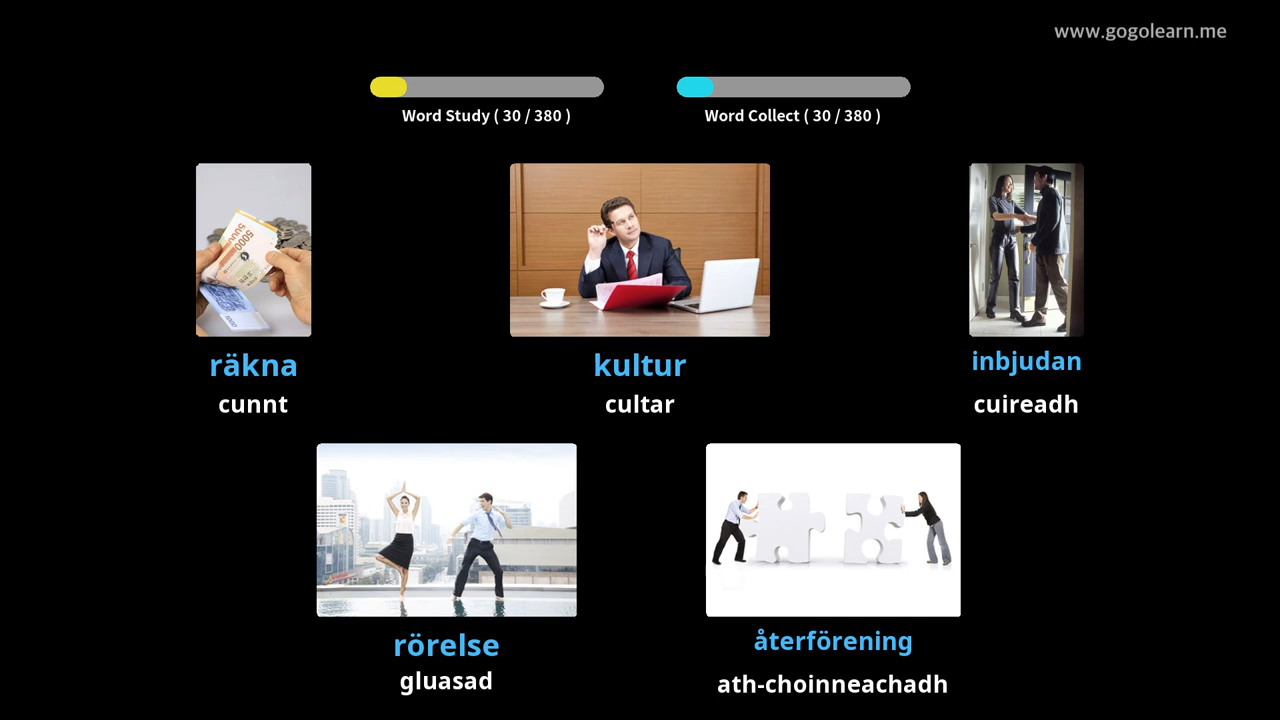 www.gogolearn.me
Word Study ( 30 / 380 )
Word Collect ( 30 / 380 )
5000
räkna
kultur
inbjudan
cunnt
cultar
cuireadh
rörelse
återförening
gluasad
ath-choinneachadh